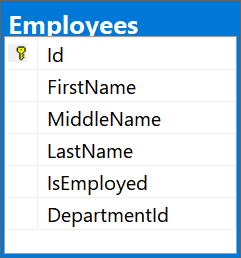 Employees
Id
FirstName
MiddleName
LastName
IsEmployed
DepartmentId